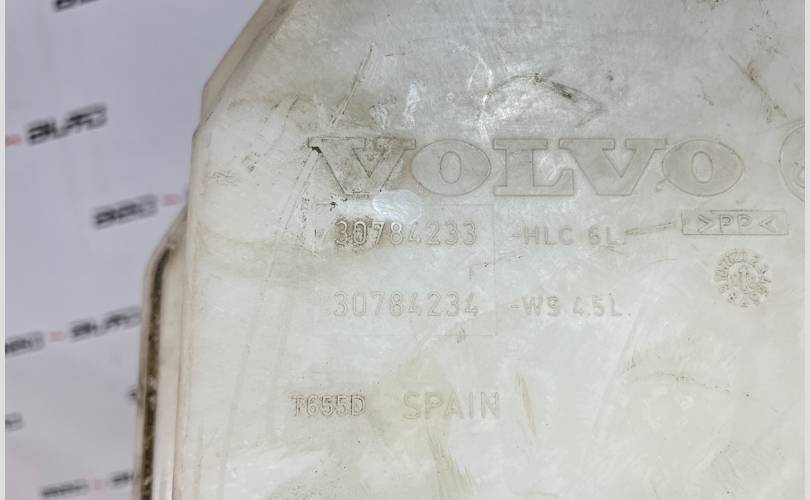 VOLVO
30784233 -HLC 6L
>PP<
30784234 -WS 4.5L
T655D SPAIN